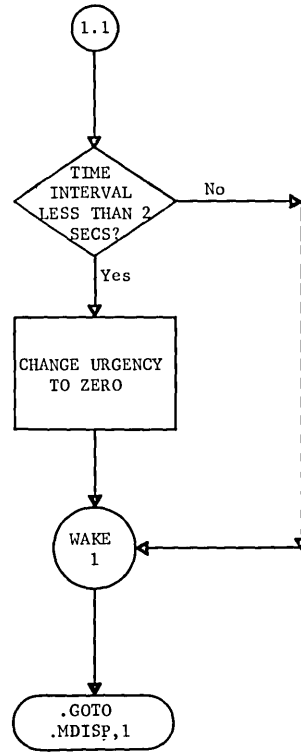 1.1
TIME
INTERVAL
LESS THAN 2
SECS?
No
Yes
CHANGE URGENCY
TO ZERO
WAKE
1
.GOTO
.MDISP,1